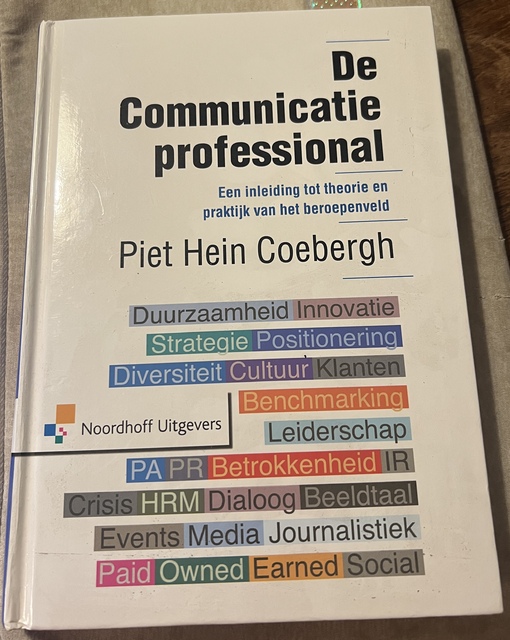 De
Communicatie
professional
Een inleiding tot theorie en
praktijk van het beroepenveld
Piet Hein Coebergh
Duurzaamheid Innovatie
Strategie Positionering
Diversiteit Cultuur Klanten
Benchmarking
Noordhoff Uitgevers
Leiderschap
PA PR Betrokkenheid IR
Crisis HRM Dialoog Beeldtaal
Events Media Journalistiek
Paid Owned Earned Social